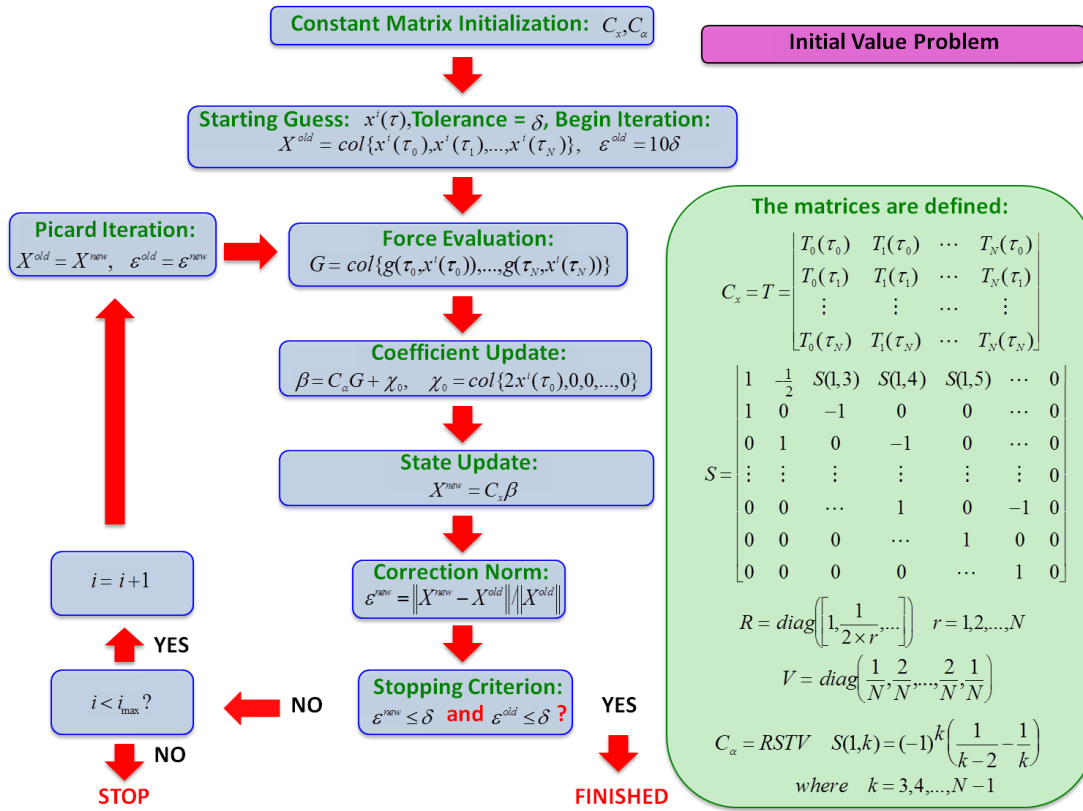 Constant Matrix Initialization: C_x, C_α
Initial Value Problem
Starting Guess: x^i(τ), Tolerance = δ, Begin Iteration:
X^old = col{x^i(τ_0), x^i(τ_1),..., x^i(τ_N)}, ε^old = 10δ
Picard Iteration:
X^old = X^new, ε^old = ε^new
Force Evaluation:
G = col{g(τ_0, x^i(τ_0)),..., g(τ_N, x^i(τ_N))}
Coefficient Update:
β = C_α G + χ_0, χ_0 = col{2x^i(τ_0),0,0,...,0}
State Update:
X^new = C_x β
i = i+1
Correction Norm:
ε^new = ‖X^new − X^old‖/‖X^old‖
YES
i < i_max ?
NO
Stopping Criterion:
ε^new ≤ δ and ε^old ≤ δ ?
YES
NO
STOP
FINISHED
The matrices are defined:
T_0(τ_0) T_1(τ_0) ⋯ T_N(τ_0)
T_0(τ_1) T_1(τ_1) ⋯ T_N(τ_1)
C_x = T =
⋮ ⋮ ⋯ ⋮
T_0(τ_N) T_1(τ_N) ⋯ T_N(τ_N)
1 −1/2 S(1,3) S(1,4) S(1,5) ⋯ 0
1 0 −1 0 0 ⋯ 0
0 1 0 −1 0 ⋯ 0
S = ⋮ ⋮ ⋮ ⋮ ⋮ ⋮ 0
0 0 ⋯ 1 0 −1 0
0 0 0 ⋯ 1 0 0
0 0 0 0 ⋯ 1 0
R = diag([1, 1/(2×r),...]) r = 1,2,...,N
V = diag(1/N, 2/N,..., 2/N, 1/N)
C_α = RSTV S(1,k) = (−1)^k (1/(k−2) − 1/k)
where k = 3,4,...,N−1